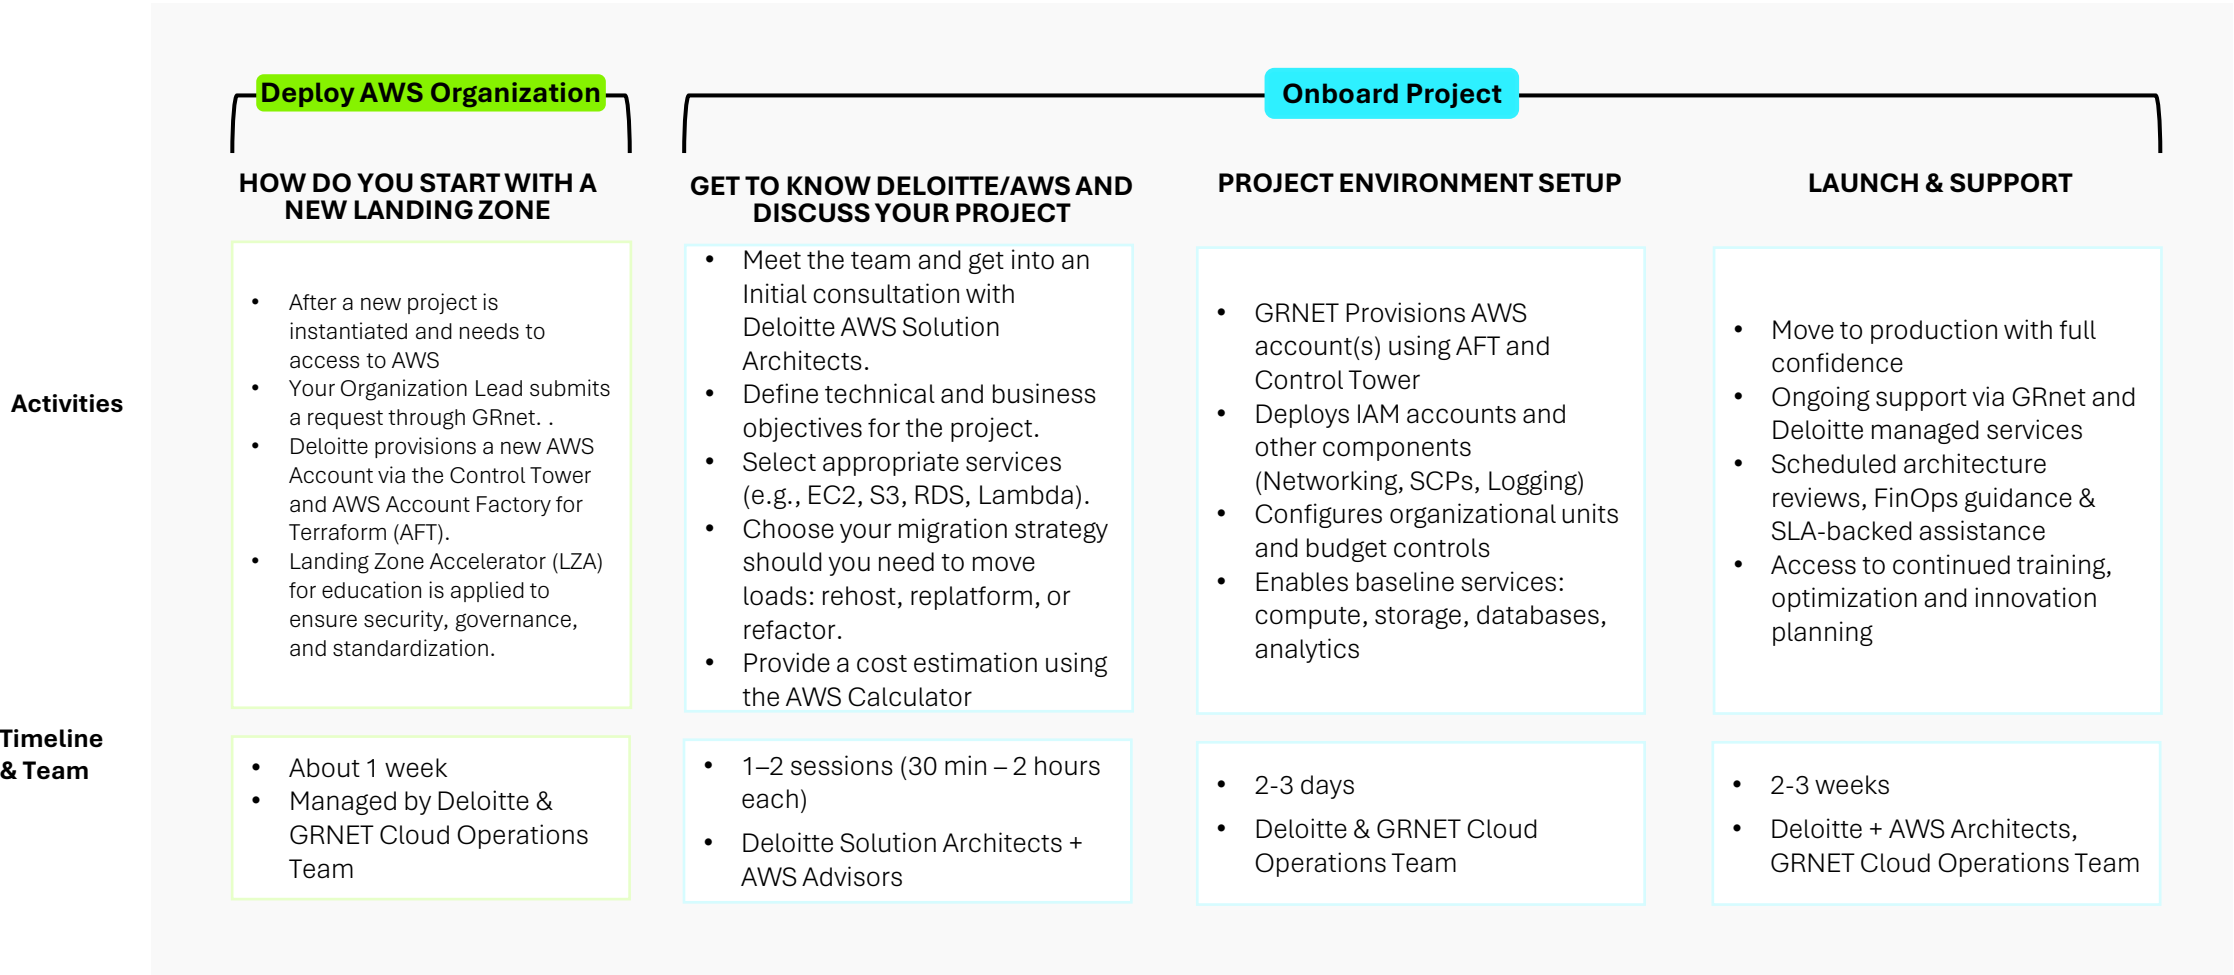 Deploy AWS Organization
Onboard Project
HOW DO YOU START WITH A
NEW LANDING ZONE
GET TO KNOW DELOITTE/AWS AND
DISCUSS YOUR PROJECT
PROJECT ENVIRONMENT SETUP
LAUNCH & SUPPORT
Activities
• After a new project is
instantiated and needs to
access to AWS
• Your Organization Lead submits
a request through GRnet. .
• Deloitte provisions a new AWS
Account via the Control Tower
and AWS Account Factory for
Terraform (AFT).
• Landing Zone Accelerator (LZA)
for education is applied to
ensure security, governance,
and standardization.
• Meet the team and get into an
Initial consultation with
Deloitte AWS Solution
Architects.
• Define technical and business
objectives for the project.
• Select appropriate services
(e.g., EC2, S3, RDS, Lambda).
• Choose your migration strategy
should you need to move
loads: rehost, replatform, or
refactor.
• Provide a cost estimation using
the AWS Calculator
• GRNET Provisions AWS
account(s) using AFT and
Control Tower
• Deploys IAM accounts and
other components
(Networking, SCPs, Logging)
• Configures organizational units
and budget controls
• Enables baseline services:
compute, storage, databases,
analytics
• Move to production with full
confidence
• Ongoing support via GRnet and
Deloitte managed services
• Scheduled architecture
reviews, FinOps guidance &
SLA-backed assistance
• Access to continued training,
optimization and innovation
planning
Timeline
& Team
• About 1 week
• Managed by Deloitte &
GRNET Cloud Operations
Team
• 1–2 sessions (30 min – 2 hours
each)
• Deloitte Solution Architects +
AWS Advisors
• 2-3 days
• Deloitte & GRNET Cloud
Operations Team
• 2-3 weeks
• Deloitte + AWS Architects,
GRNET Cloud Operations Team